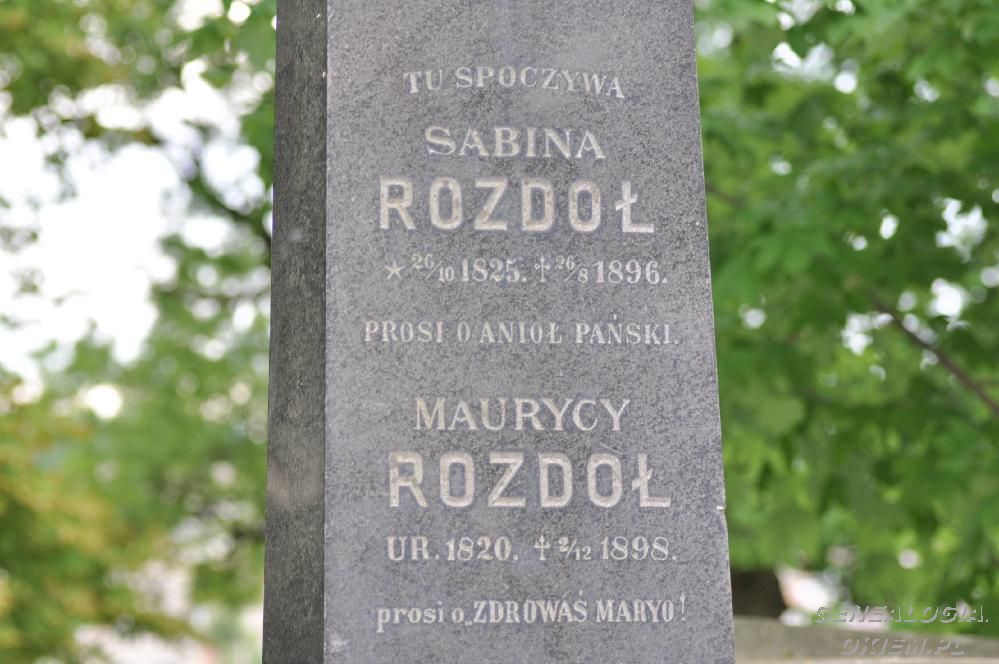 TU SPOCZYWA
SABINA
ROZDOŁ
★ 26/10 1825. ✝ 26/8 1896.
PROSI O ANIOŁ PAŃSKI.
MAURYCY
ROZDÒŁ
UR. 1820. ✝ 2/12 1898.
prosi o „ZDROWAŚ MARYO!
GENEALOGIA.
OKIEM.PL